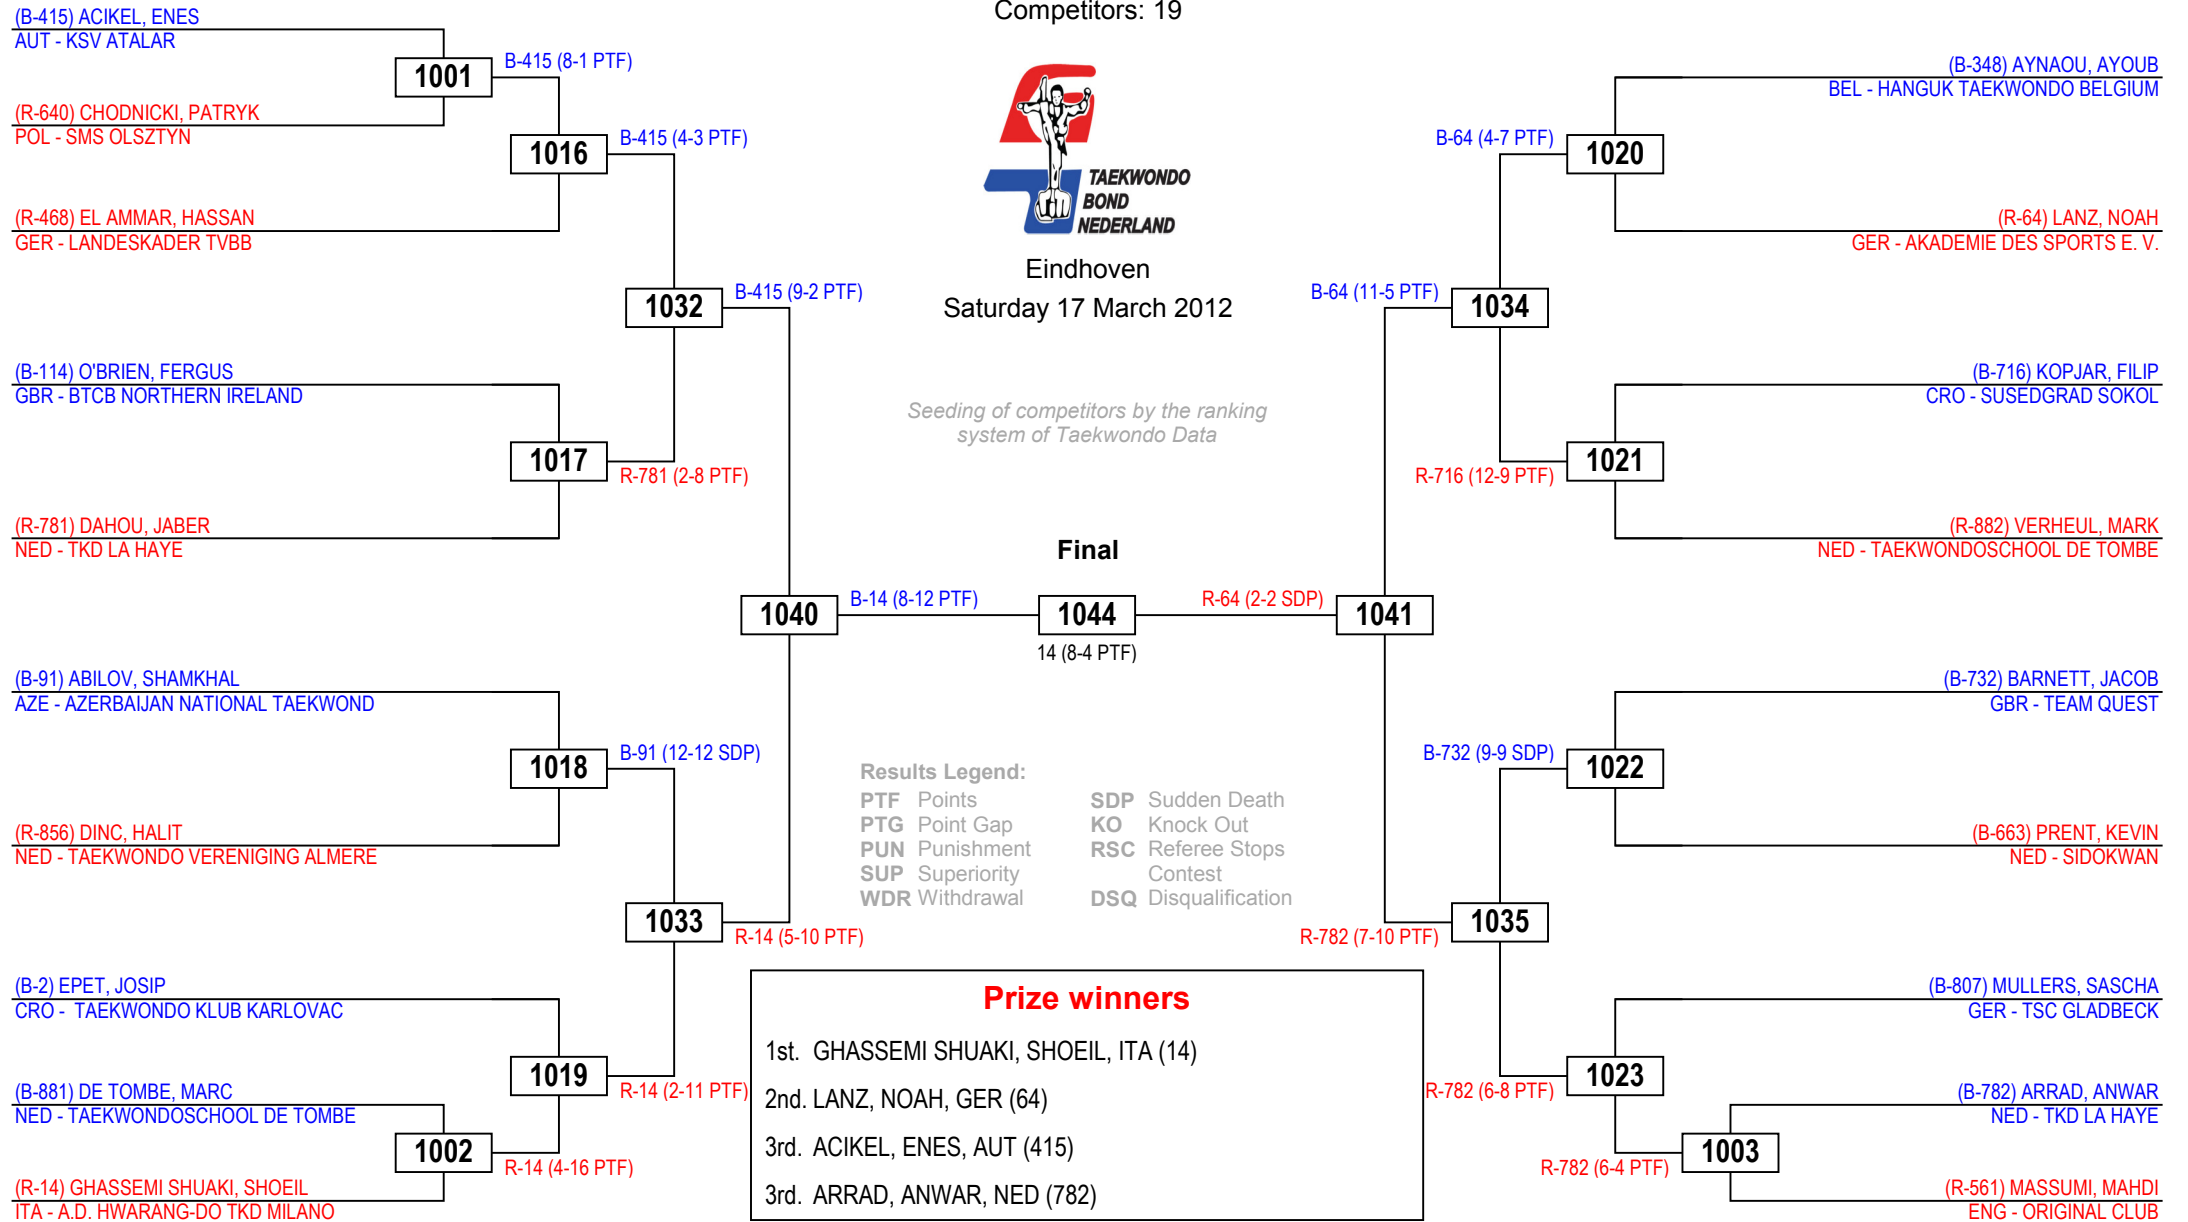 Competitors: 19
TAEKWONDO
BOND
NEDERLAND
Eindhoven
Saturday 17 March 2012
Seeding of competitors by the ranking
system of Taekwondo Data
(B-415) ACIKEL, ENES
AUT - KSV ATALAR
1001
B-415 (8-1 PTF)
(R-640) CHODNICKI, PATRYK
POL - SMS OLSZTYN
1016
B-415 (4-3 PTF)
(R-468) EL AMMAR, HASSAN
GER - LANDESKADER TVBB
1032
B-415 (9-2 PTF)
(B-114) O'BRIEN, FERGUS
GBR - BTCB NORTHERN IRELAND
1017
R-781 (2-8 PTF)
(R-781) DAHOU, JABER
NED - TKD LA HAYE
1040
B-14 (8-12 PTF)
(B-91) ABILOV, SHAMKHAL
AZE - AZERBAIJAN NATIONAL TAEKWOND
1018
B-91 (12-12 SDP)
(R-856) DINC, HALIT
NED - TAEKWONDO VERENIGING ALMERE
1033
R-14 (5-10 PTF)
(B-2) EPET, JOSIP
CRO - TAEKWONDO KLUB KARLOVAC
1019
R-14 (2-11 PTF)
(B-881) DE TOMBE, MARC
NED - TAEKWONDOSCHOOL DE TOMBE
1002
R-14 (4-16 PTF)
(R-14) GHASSEMI SHUAKI, SHOEIL
ITA - A.D. HWARANG-DO TKD MILANO
Final
1044
14 (8-4 PTF)
(B-348) AYNAOU, AYOUB
BEL - HANGUK TAEKWONDO BELGIUM
B-64 (4-7 PTF)
1020
(R-64) LANZ, NOAH
GER - AKADEMIE DES SPORTS E. V.
B-64 (11-5 PTF)
1034
(B-716) KOPJAR, FILIP
CRO - SUSEDGRAD SOKOL
R-716 (12-9 PTF)
1021
(R-882) VERHEUL, MARK
NED - TAEKWONDOSCHOOL DE TOMBE
R-64 (2-2 SDP)
1041
(B-732) BARNETT, JACOB
GBR - TEAM QUEST
B-732 (9-9 SDP)
1022
(B-663) PRENT, KEVIN
NED - SIDOKWAN
R-782 (7-10 PTF)
1035
(B-807) MULLERS, SASCHA
GER - TSC GLADBECK
R-782 (6-8 PTF)
1023
(B-782) ARRAD, ANWAR
NED - TKD LA HAYE
R-782 (6-4 PTF)
1003
(R-561) MASSUMI, MAHDI
ENG - ORIGINAL CLUB
Results Legend:
PTF Points SDP Sudden Death
PTG Point Gap KO Knock Out
PUN Punishment RSC Referee Stops
SUP Superiority Contest
WDR Withdrawal DSQ Disqualification
Prize winners
1st. GHASSEMI SHUAKI, SHOEIL, ITA (14)
2nd. LANZ, NOAH, GER (64)
3rd. ACIKEL, ENES, AUT (415)
3rd. ARRAD, ANWAR, NED (782)